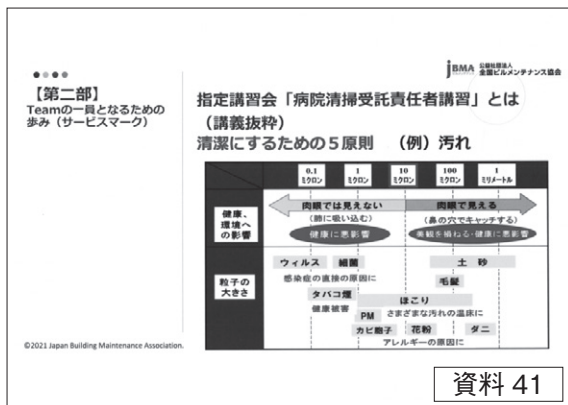 JBMA 公益社団法人
全国ビルメンテナンス協会
【第二部】
Teamの一員となるための
歩み（サービスマーク）
指定講習会「病院清掃受託責任者講習」とは
（講義抜粋）
清潔にするための５原則　（例）汚れ
0.1 ミクロン
1 ミクロン
10 ミクロン
100 ミクロン
1 ミリメートル
健康、
環境へ
の影響
肉眼では見えない
肉眼で見える
（肺に吸い込む）
（鼻の穴でキャッチする）
健康に悪影響
美観を損ねる・健康に悪影響
粒子の
大きさ
ウィルス
細菌
土　砂
感染症の直接の原因に
毛髪
タバコ煙
ほこり
健康被害
PM
さまざまな汚れの温床に
カビ胞子
花粉
ダニ
アレルギーの原因に
©2021 Japan Building Maintenance Association.
資料 41